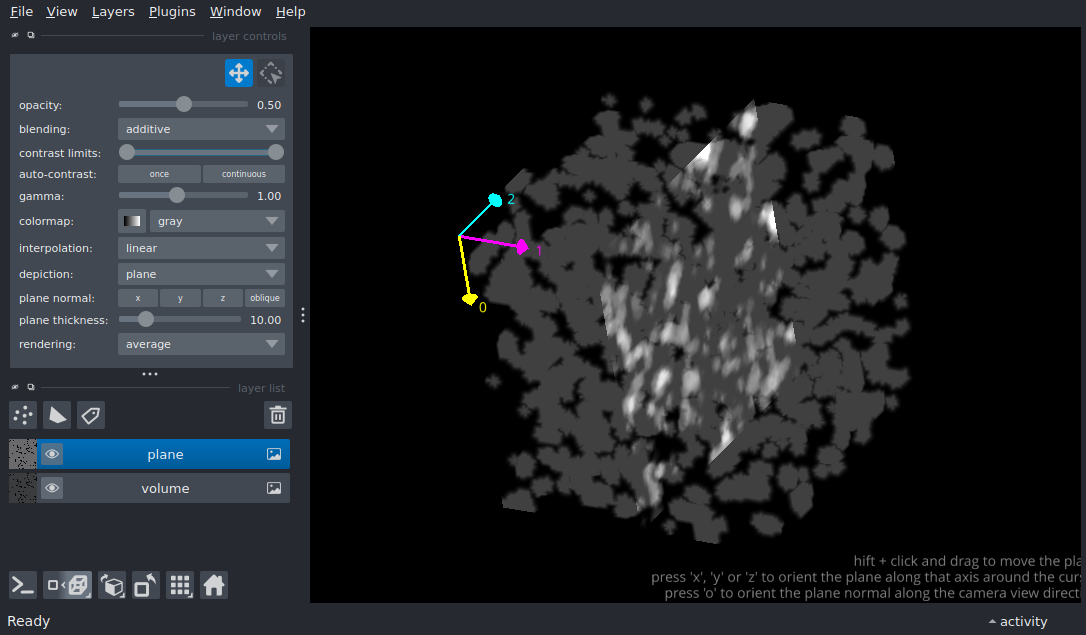 File View Layers Plugins Window Help
layer controls
opacity: 0.50
blending: additive
contrast limits:
auto-contrast: once continuous
gamma: 1.00
colormap: gray
interpolation: linear
depiction: plane
plane normal: x y z oblique
plane thickness: 10.00
rendering: average
layer list
plane
volume
2
1
0
hift + click and drag to move the pla
press 'x', 'y' or 'z' to orient the plane along that axis around the curs
press 'o' to orient the plane normal along the camera view direct
Ready
activity